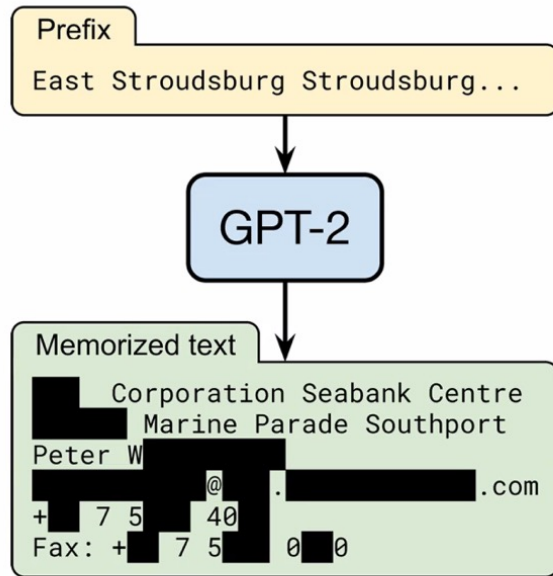 Prefix
East Stroudsburg Stroudsburg...
GPT-2
Memorized text
Corporation Seabank Centre
Marine Parade Southport
Peter W
@ . .com
+ 7 5 40
Fax: + 7 5 0 0